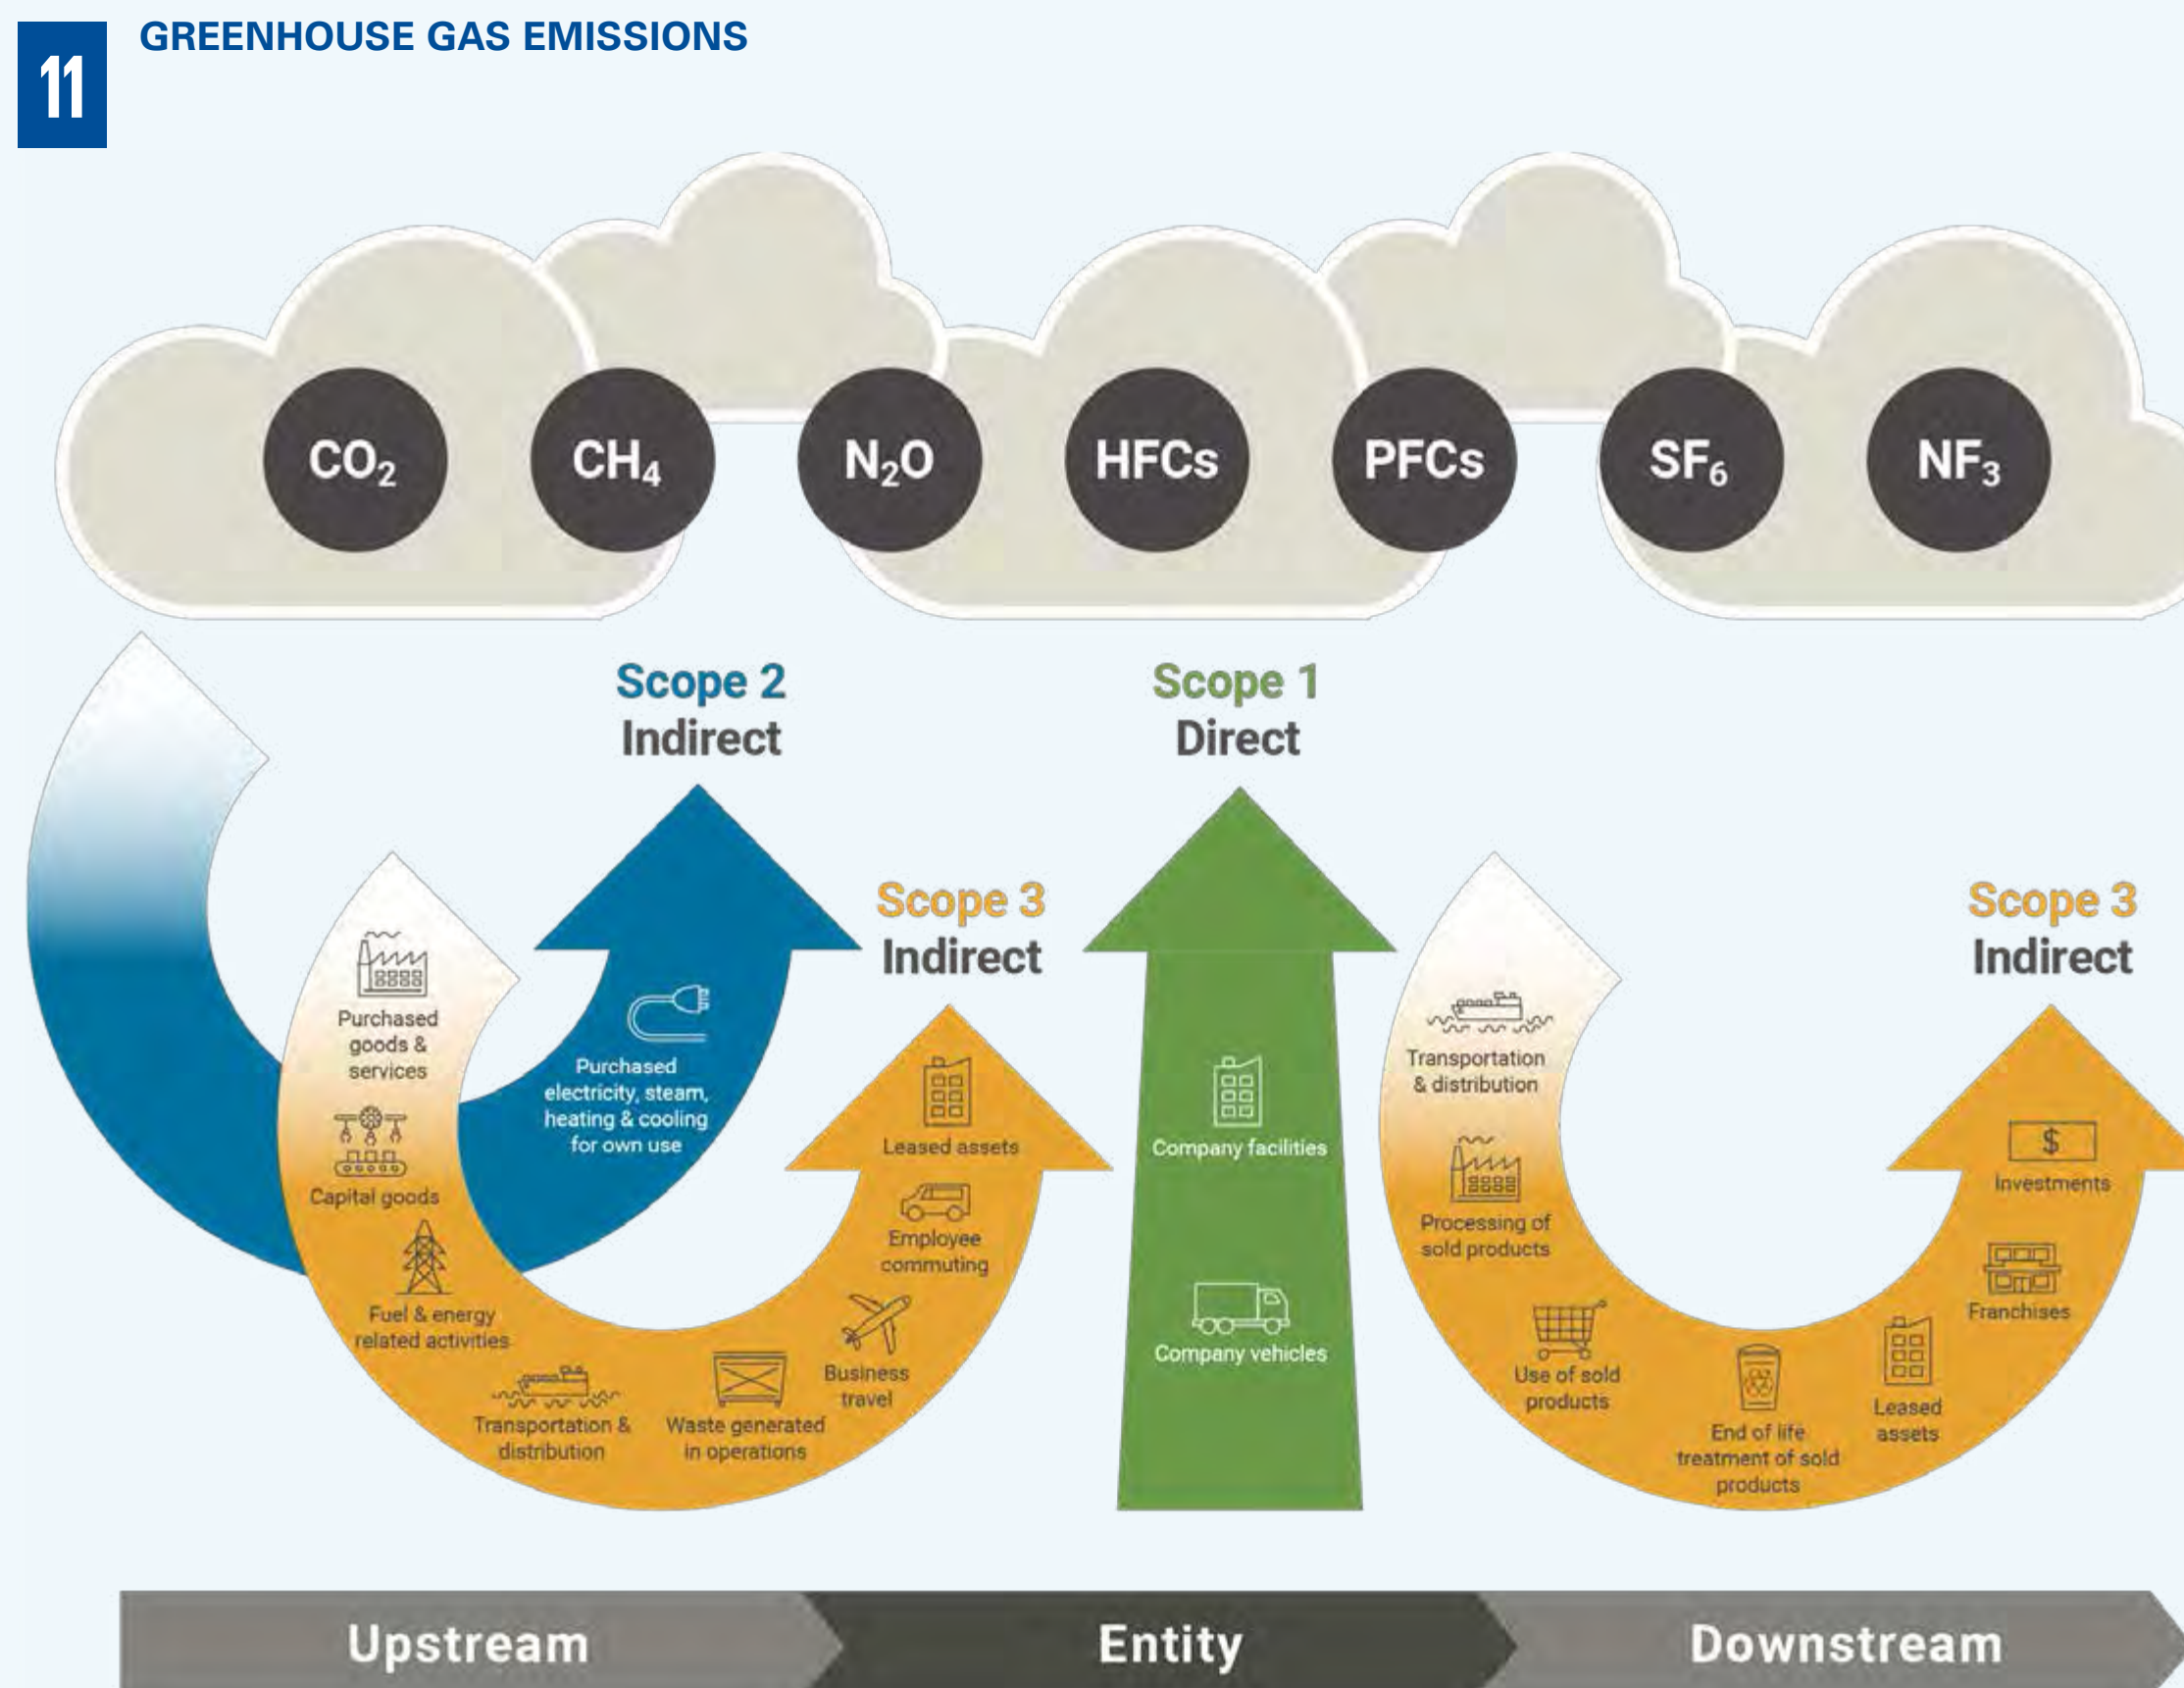 11
GREENHOUSE GAS EMISSIONS
CO₂
CH₄
N₂O
HFCs
PFCs
SF₆
NF₃
Scope 2
Indirect
Purchased
electricity, steam,
heating & cooling
for own use
Scope 3
Indirect
Purchased
goods &
services
Capital goods
Fuel & energy
related activities
Transportation &
distribution
Waste generated
in operations
Business
travel
Employee
commuting
Leased assets
Scope 1
Direct
Company facilities
Company vehicles
Scope 3
Indirect
Transportation
& distribution
Processing of
sold products
Use of sold
products
End of life
treatment of sold
products
Leased
assets
Franchises
$
Investments
Upstream
Entity
Downstream